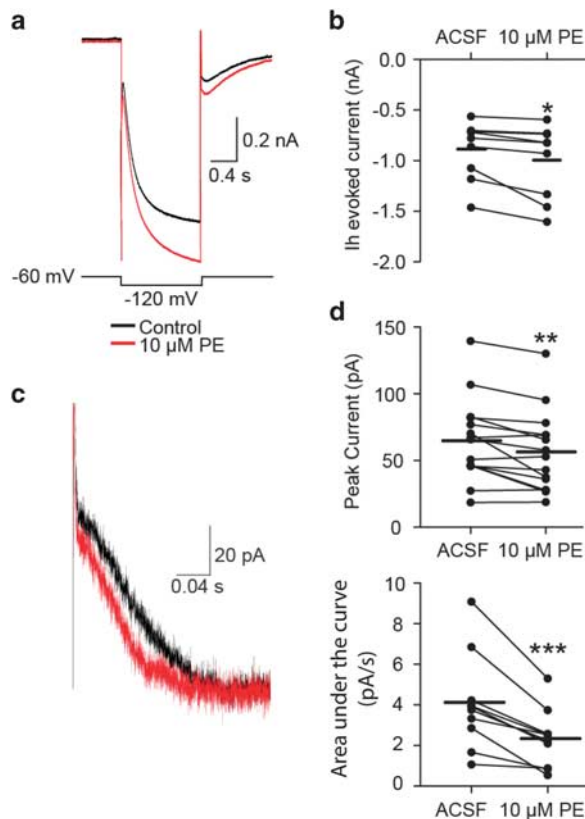 a
0.2 nA
0.4 s
-60 mV
-120 mV
Control
10 µM PE
b
ACSF 10 µM PE
Ih evoked current (nA)
0.0
-0.5
-1.0
-1.5
-2.0
*
c
20 pA
0.04 s
d
Peak Current (pA)
150
100
50
0
**
ACSF 10 µM PE
Area under the curve
(pA/s)
10
8
6
4
2
0
***
ACSF 10 µM PE